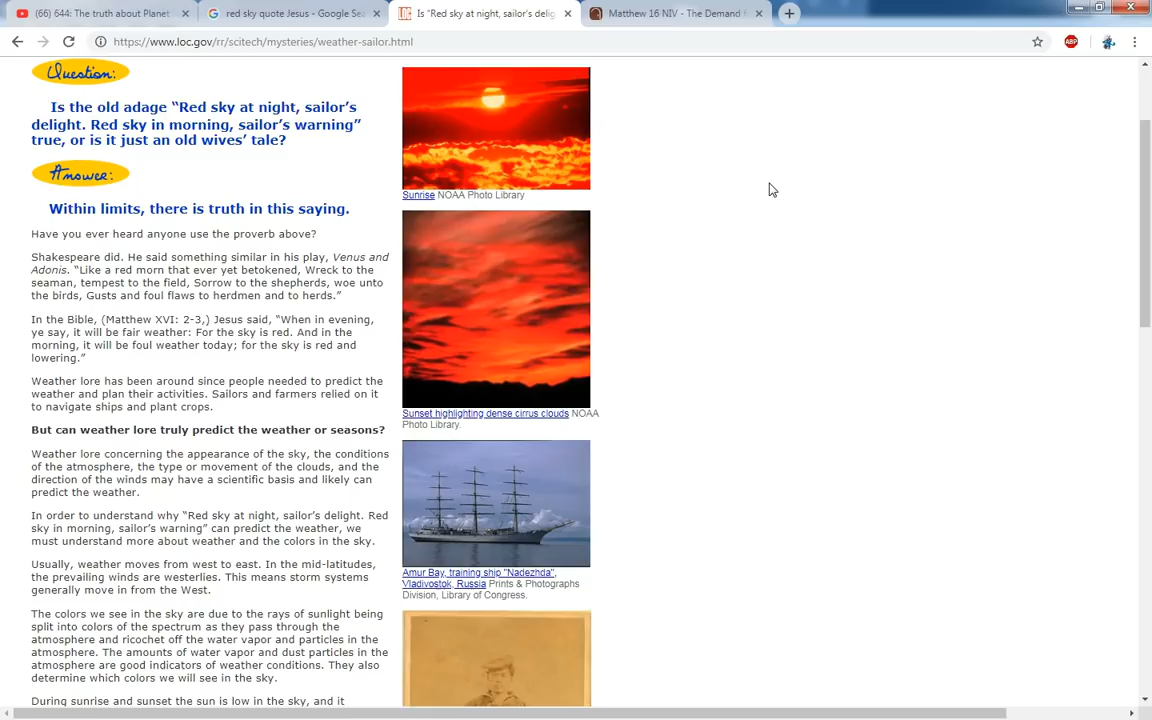 (66) 644: The truth about Planet
red sky quote Jesus - Google Sea
Is "Red sky at night, sailor's delig
Matthew 16 NIV - The Demand f
https://www.loc.gov/rr/scitech/mysteries/weather-sailor.html
ABP
Question:
Is the old adage “Red sky at night, sailor’s
delight. Red sky in morning, sailor’s warning”
true, or is it just an old wives’ tale?
Answer:
Within limits, there is truth in this saying.
Have you ever heard anyone use the proverb above?
Shakespeare did. He said something similar in his play, Venus and
Adonis. “Like a red morn that ever yet betokened, Wreck to the
seaman, tempest to the field, Sorrow to the shepherds, woe unto
the birds, Gusts and foul flaws to herdmen and to herds.”
In the Bible, (Matthew XVI: 2-3,) Jesus said, “When in evening,
ye say, it will be fair weather: For the sky is red. And in the
morning, it will be foul weather today; for the sky is red and
lowering.”
Weather lore has been around since people needed to predict the
weather and plan their activities. Sailors and farmers relied on it
to navigate ships and plant crops.
But can weather lore truly predict the weather or seasons?
Weather lore concerning the appearance of the sky, the conditions
of the atmosphere, the type or movement of the clouds, and the
direction of the winds may have a scientific basis and likely can
predict the weather.
In order to understand why “Red sky at night, sailor’s delight. Red
sky in morning, sailor’s warning” can predict the weather, we
must understand more about weather and the colors in the sky.
Usually, weather moves from west to east. In the mid-latitudes,
the prevailing winds are westerlies. This means storm systems
generally move in from the West.
The colors we see in the sky are due to the rays of sunlight being
split into colors of the spectrum as they pass through the
atmosphere and ricochet off the water vapor and particles in the
atmosphere. The amounts of water vapor and dust particles in the
atmosphere are good indicators of weather conditions. They also
determine which colors we will see in the sky.
During sunrise and sunset the sun is low in the sky, and it
Sunrise NOAA Photo Library
Sunset highlighting dense cirrus clouds NOAA
Photo Library.
Amur Bay, training ship "Nadezhda",
Vladivostok, Russia Prints & Photographs
Division, Library of Congress.